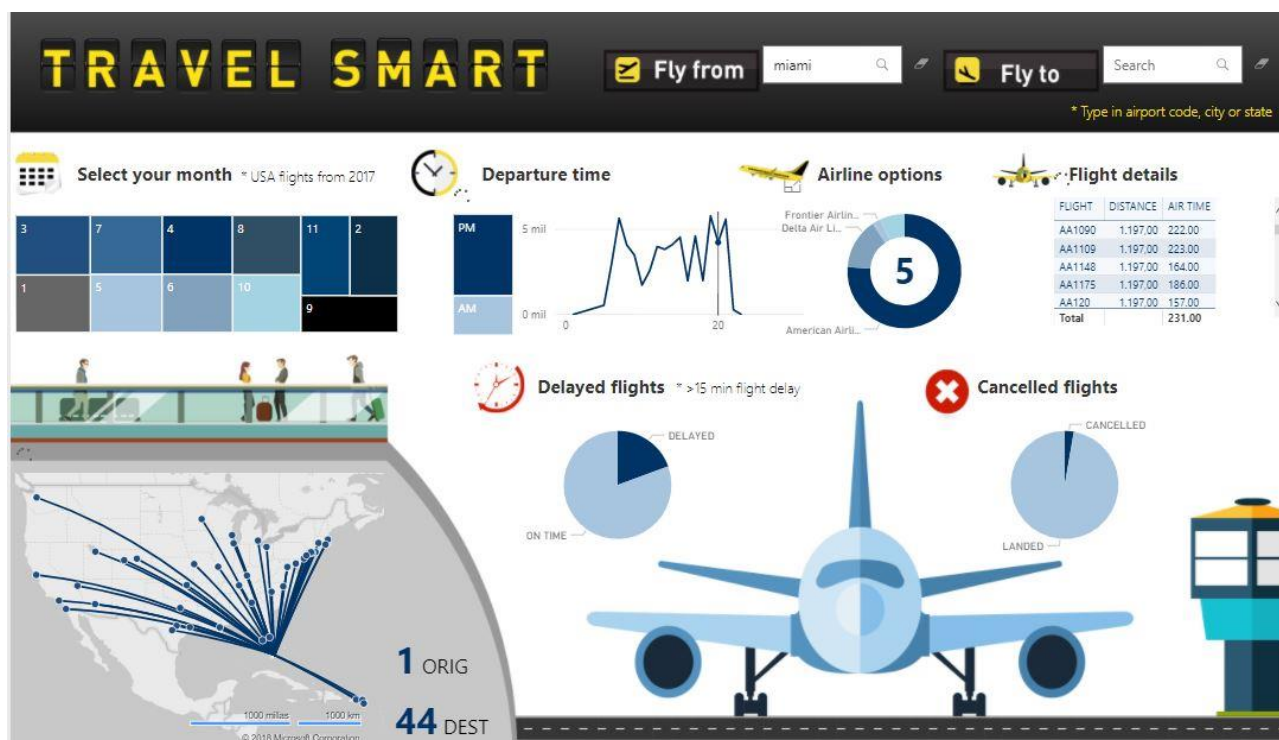 TRAVEL SMART
Fly from
miami
Fly to
Search
* Type in airport code, city or state
Select your month * USA flights from 2017
3
7
4
8
11
2
1
5
6
10
9
Departure time
PM
AM
5 mil
0 mil
0
20
Airline options
Frontier Airlin...
Delta Air Li...
American Airli...
5
Flight details
FLIGHT DISTANCE AIR TIME
AA1090 1.197,00 222.00
AA1109 1.197,00 223.00
AA1148 1.197,00 164.00
AA1175 1.197,00 186.00
AA120 1.197,00 157.00
Total 231.00
Delayed flights * >15 min flight delay
DELAYED
ON TIME
Cancelled flights
CANCELLED
LANDED
1 ORIG
44 DEST
1000 millas
1000 km
© 2018 Microsoft Corporation